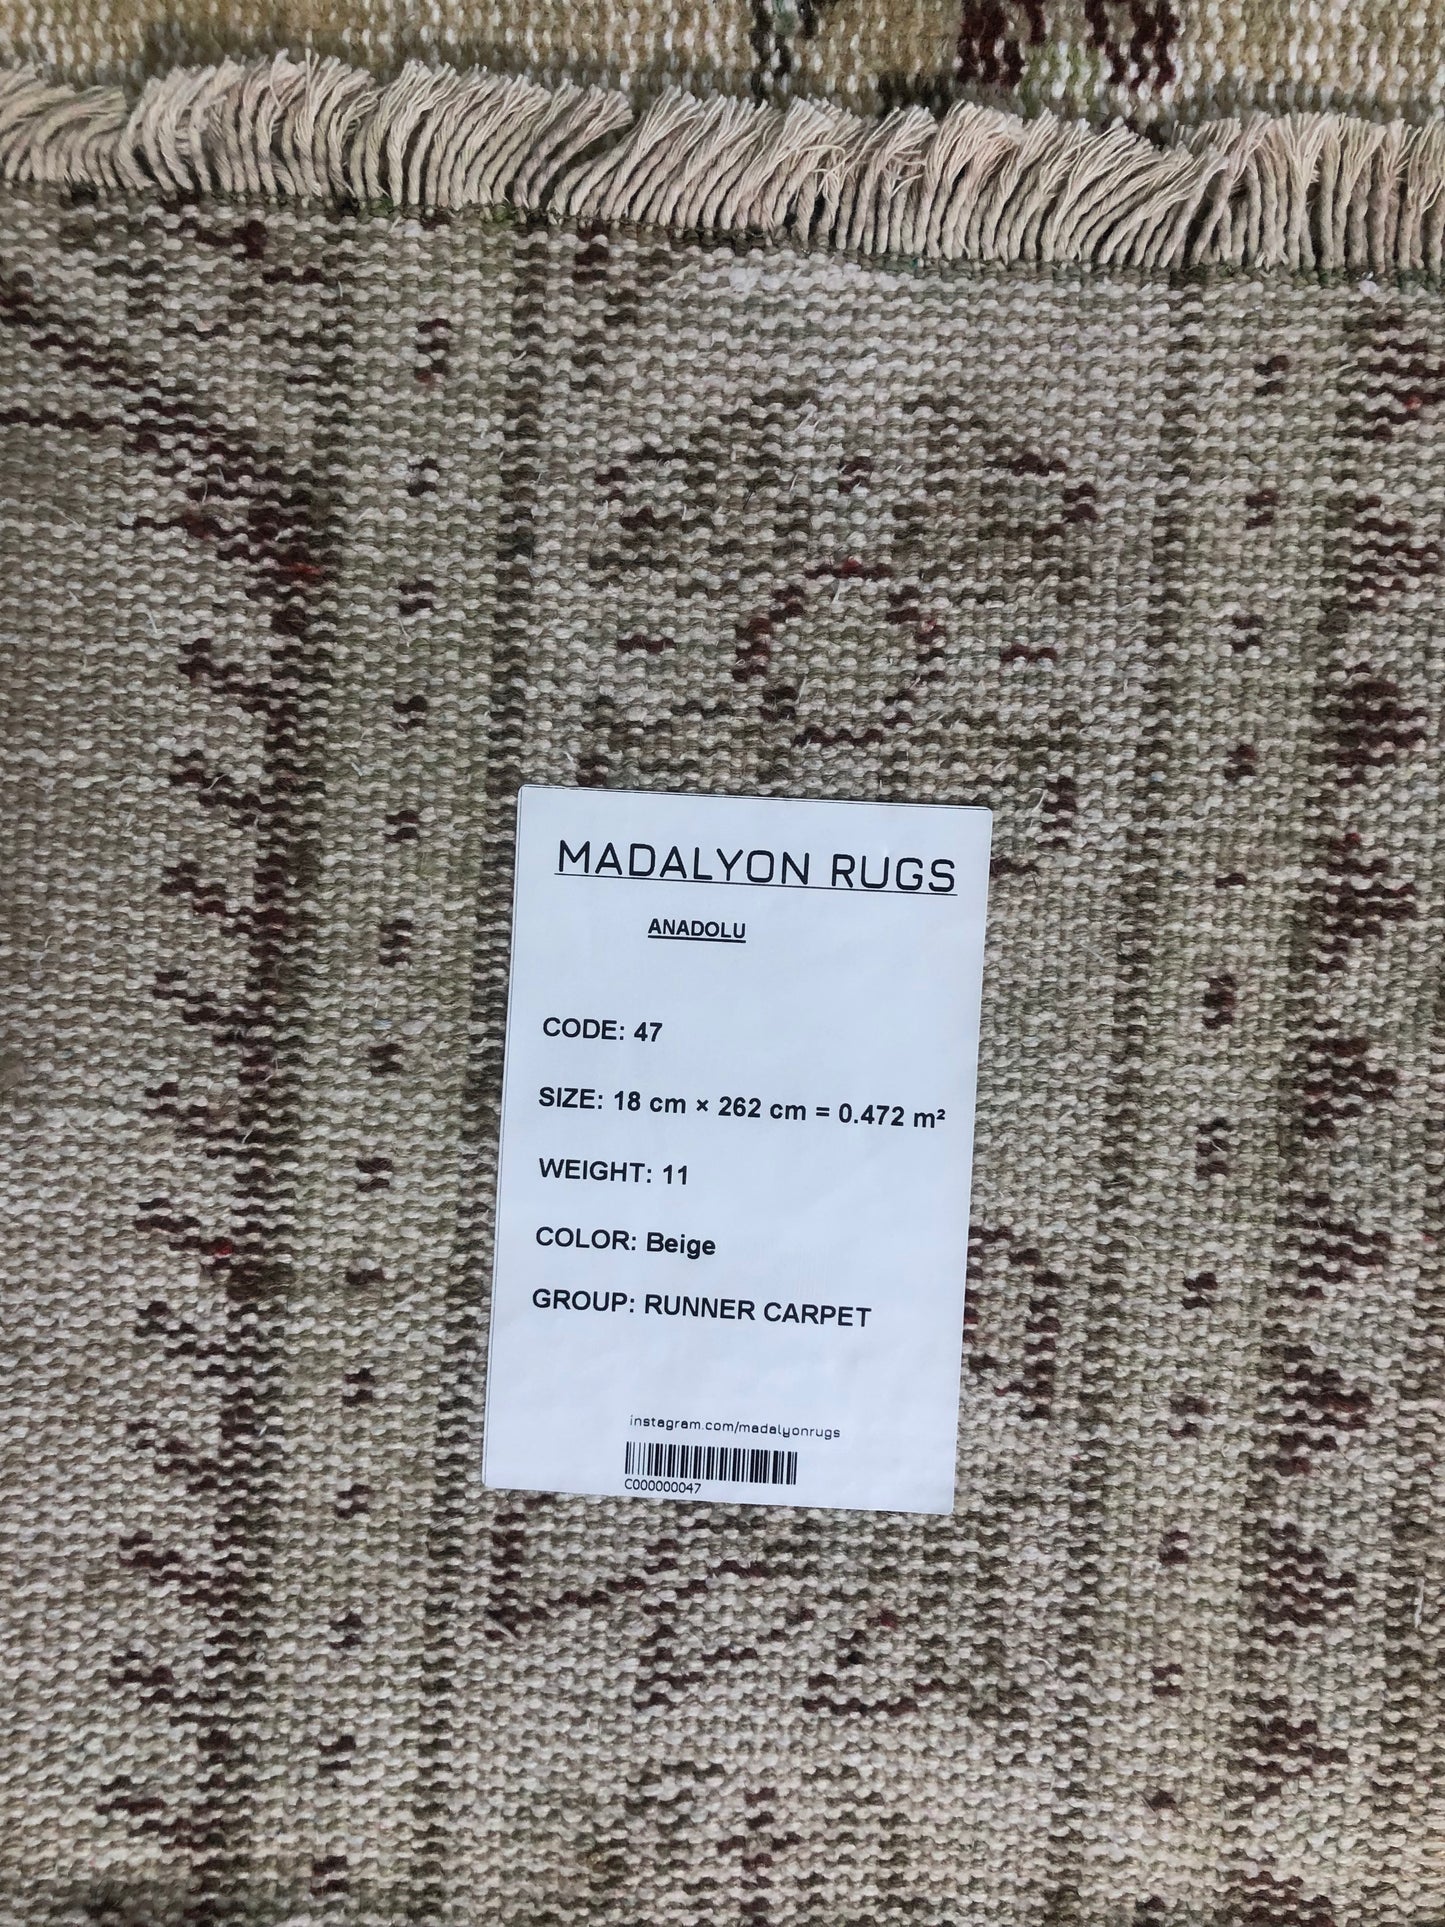 MADALYON RUGS
ANADOLU
CODE: 47
SIZE: 18 cm × 262 cm = 0.472 m²
WEIGHT: 11
COLOR: Beige
GROUP: RUNNER CARPET
instagram.com/madalyonrugs
C000000047